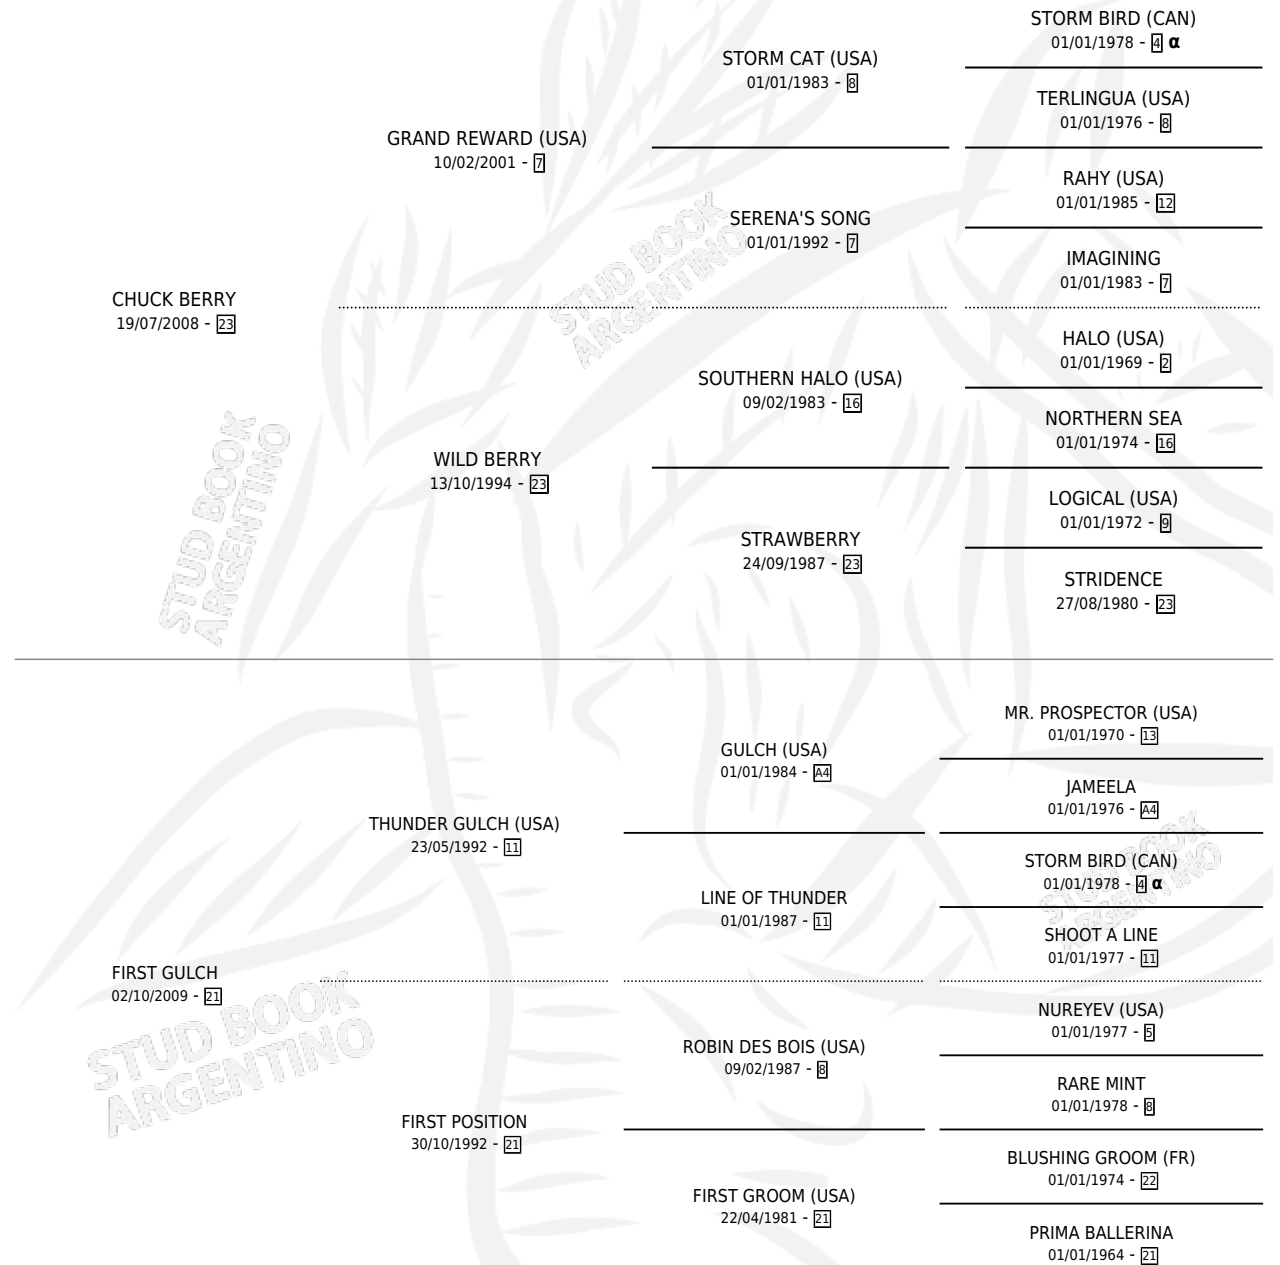 STORM BIRD (CAN)
01/01/1978 - 4 α
STORM CAT (USA)
01/01/1983 - 8
TERLINGUA (USA)
01/01/1976 - 8
GRAND REWARD (USA)
10/02/2001 - 7
RAHY (USA)
01/01/1985 - 12
SERENA'S SONG
01/01/1992 - 7
IMAGINING
01/01/1983 - 7
STUD BOOK
ARGENTINO
CHUCK BERRY
19/07/2008 - 23
HALO (USA)
01/01/1969 - 2
SOUTHERN HALO (USA)
09/02/1983 - 16
NORTHERN SEA
01/01/1974 - 16
WILD BERRY
13/10/1994 - 23
LOGICAL (USA)
01/01/1972 - 9
STRAWBERRY
24/09/1987 - 23
STRIDENCE
27/08/1980 - 23
STUD BOOK
ARGENTINO
MR. PROSPECTOR (USA)
01/01/1970 - 13
GULCH (USA)
01/01/1984 - A4
JAMEELA
01/01/1976 - A4
THUNDER GULCH (USA)
23/05/1992 - 11
STORM BIRD (CAN)
01/01/1978 - 4 α
LINE OF THUNDER
01/01/1987 - 11
SHOOT A LINE
01/01/1977 - 11
STUD BOOK
ARGENTINO
FIRST GULCH
02/10/2009 - 21
NUREYEV (USA)
01/01/1977 - 5
ROBIN DES BOIS (USA)
09/02/1987 - 8
RARE MINT
01/01/1978 - 8
FIRST POSITION
30/10/1992 - 21
BLUSHING GROOM (FR)
01/01/1974 - 22
FIRST GROOM (USA)
22/04/1981 - 21
PRIMA BALLERINA
01/01/1964 - 21
STUD BOOK
ARGENTINO